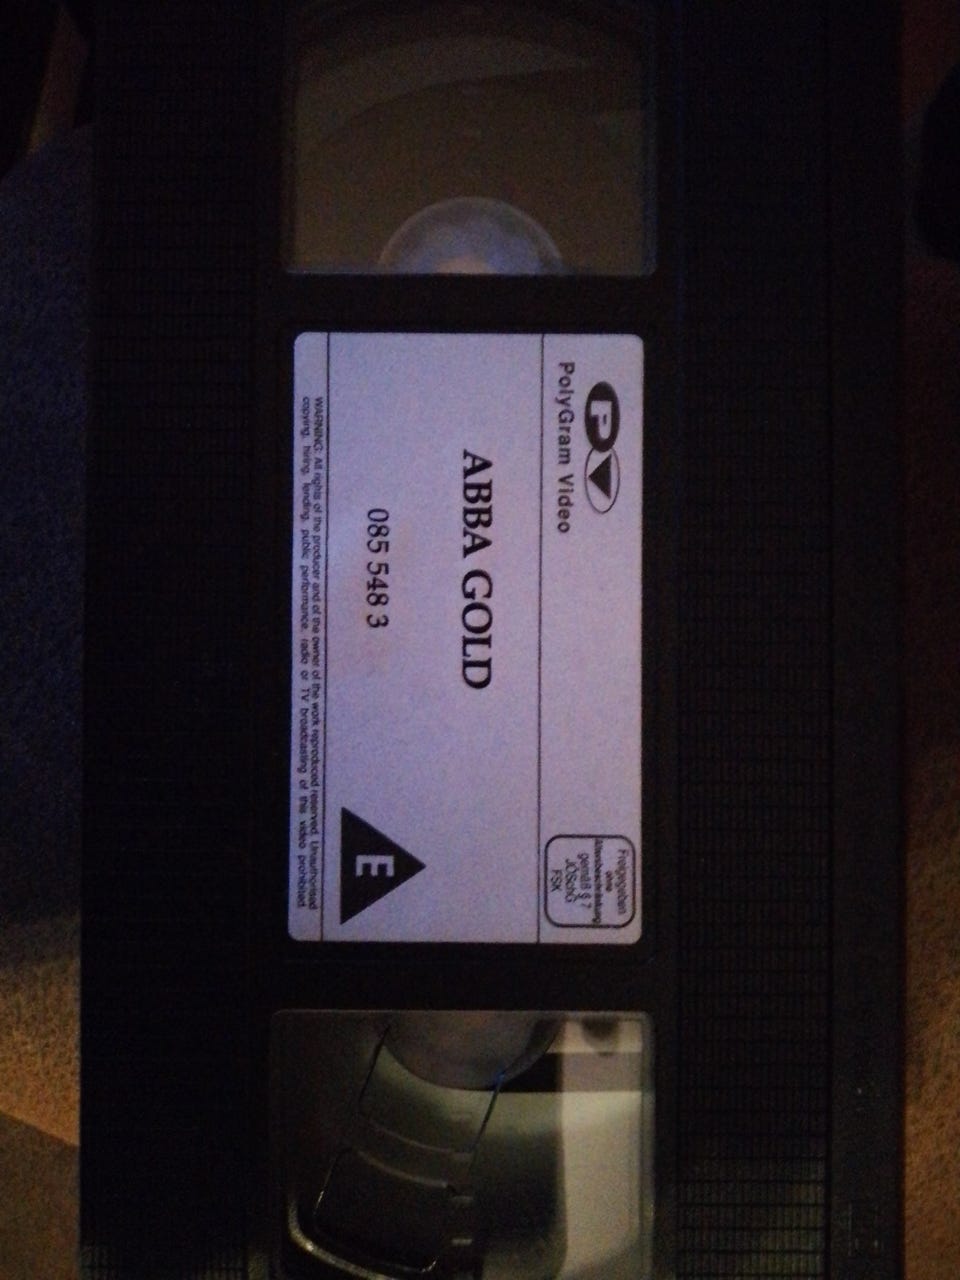 PV
PolyGram Video
Freigegeben
ohne
Altersbeschränkung
gemäß § 7
JÖSchG
FSK
ABBA GOLD
085 548 3
E
WARNING: All rights of the producer and of the owner of the work reproduced reserved. Unauthorised
copying, hiring, lending, public performance, radio or TV broadcasting of this video prohibited.